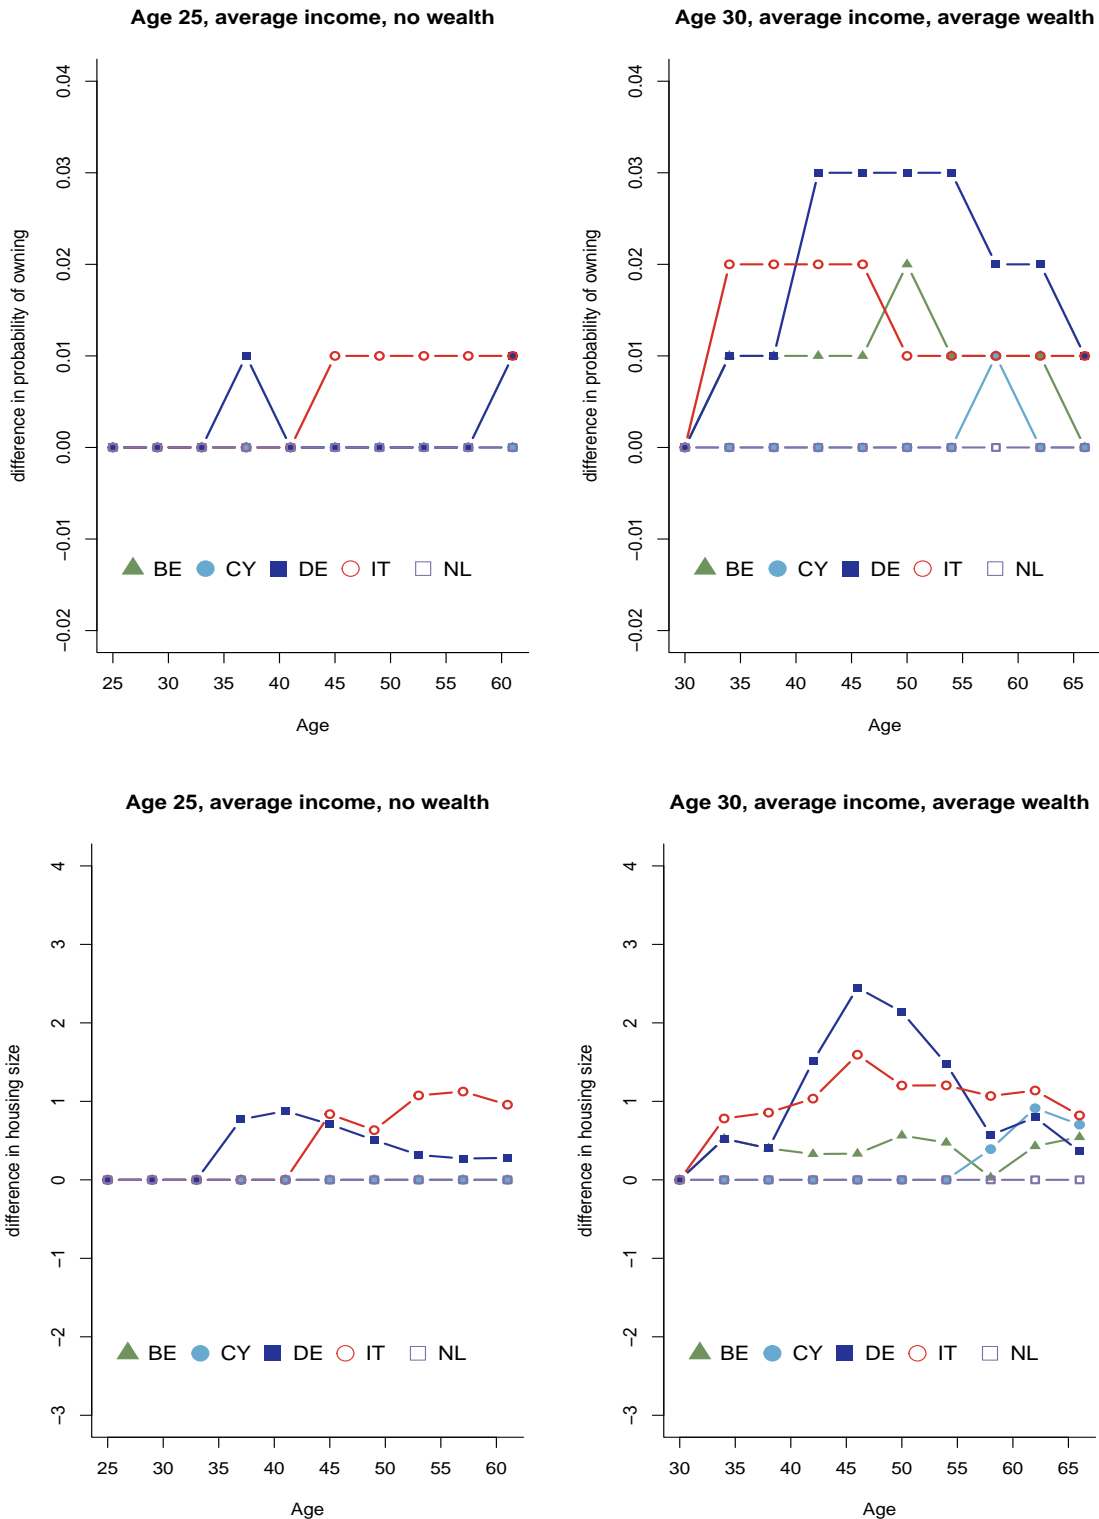 Age 25, average income, no wealth
difference in probability of owning
0.04
0.03
0.02
0.01
0.00
−0.01
−0.02
BE CY DE IT NL
25 30 35 40 45 50 55 60
Age
Age 30, average income, average wealth
difference in probability of owning
0.04
0.03
0.02
0.01
0.00
−0.01
−0.02
BE CY DE IT NL
30 35 40 45 50 55 60 65
Age
Age 25, average income, no wealth
difference in housing size
4
3
2
1
0
−1
−2
−3
BE CY DE IT NL
25 30 35 40 45 50 55 60
Age
Age 30, average income, average wealth
difference in housing size
4
3
2
1
0
−1
−2
−3
BE CY DE IT NL
30 35 40 45 50 55 60 65
Age